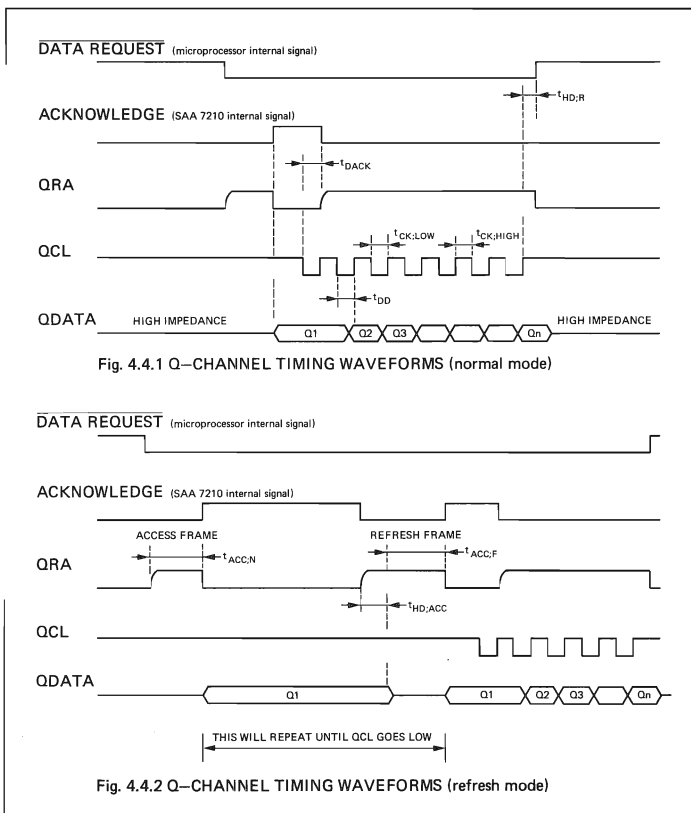 DATA REQUEST (microprocessor internal signal)
tHD;R
ACKNOWLEDGE (SAA 7210 internal signal)
tDACK
QRA
QCL
tCK;LOW
tCK;HIGH
tDD
QDATA
HIGH IMPEDANCE
Q1
Q2
Q3
Qn
HIGH IMPEDANCE
Fig. 4.4.1 Q—CHANNEL TIMING WAVEFORMS (normal mode)
DATA REQUEST (microprocessor internal signal)
ACKNOWLEDGE (SAA 7210 internal signal)
ACCESS FRAME
REFRESH FRAME
tACC;N
tACC;F
QRA
tHD;ACC
QCL
QDATA
Q1
Q1
Q2
Q3
Qn
THIS WILL REPEAT UNTIL QCL GOES LOW
Fig. 4.4.2 Q—CHANNEL TIMING WAVEFORMS (refresh mode)